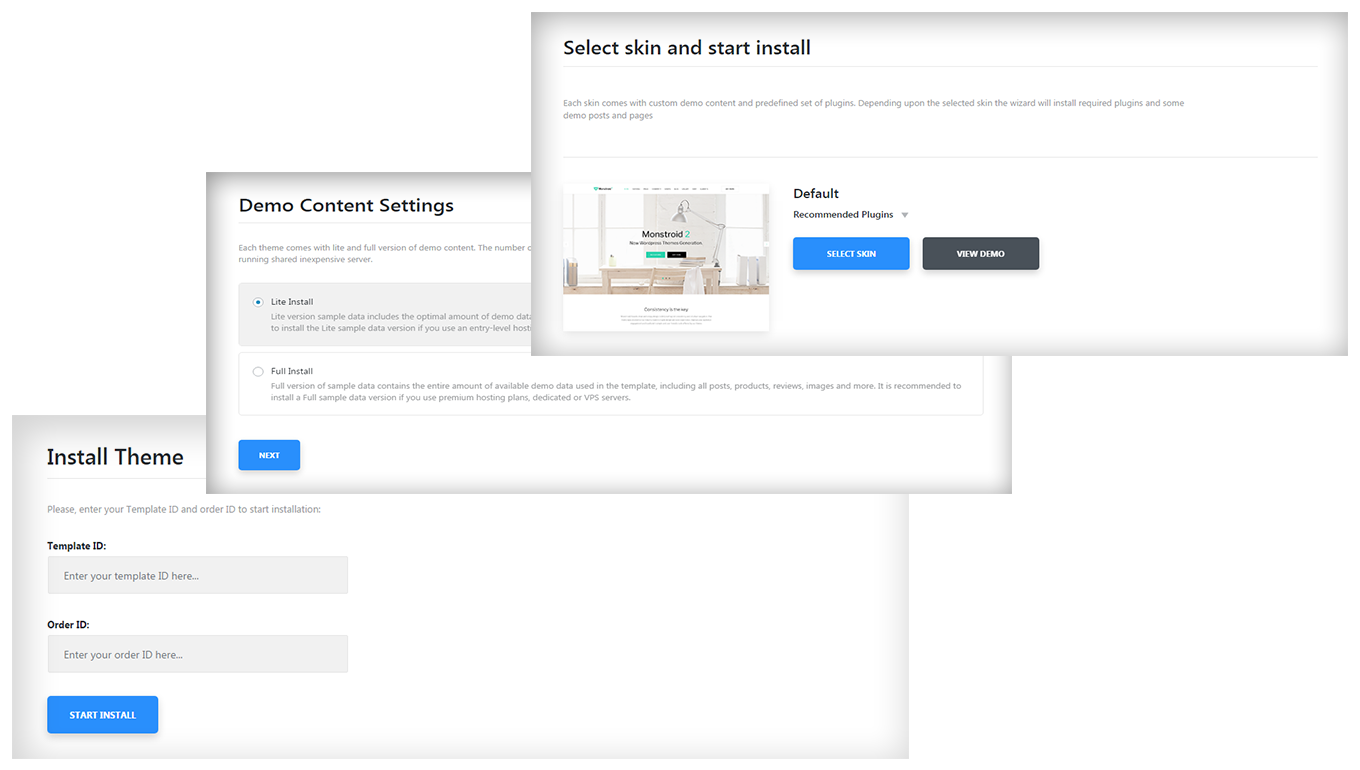 Select skin and start install
Each skin comes with custom demo content and predefined set of plugins. Depending upon the selected skin the wizard will install required plugins and some
demo posts and pages
Monstroid 2
New Wordpress Themes Generation.
Consistency is the key
Default
Recommended Plugins
SELECT SKIN
VIEW DEMO
Demo Content Settings
Each theme comes with lite and full version of demo content. The number
running shared inexpensive server.
Lite Install
Lite version sample data includes the optimal amount of demo data
to install the Lite sample data version if you use an entry-level
Full Install
Full version of sample data contains the entire amount of available demo data used in the template, including all posts, products, reviews, images and more. It is recommended to
install a Full sample data version if you use premium hosting plans, dedicated or VPS servers.
NEXT
Install Theme
Please, enter your Template ID and order ID to start installation:
Template ID:
Enter your template ID here...
Order ID:
Enter your order ID here...
START INSTALL